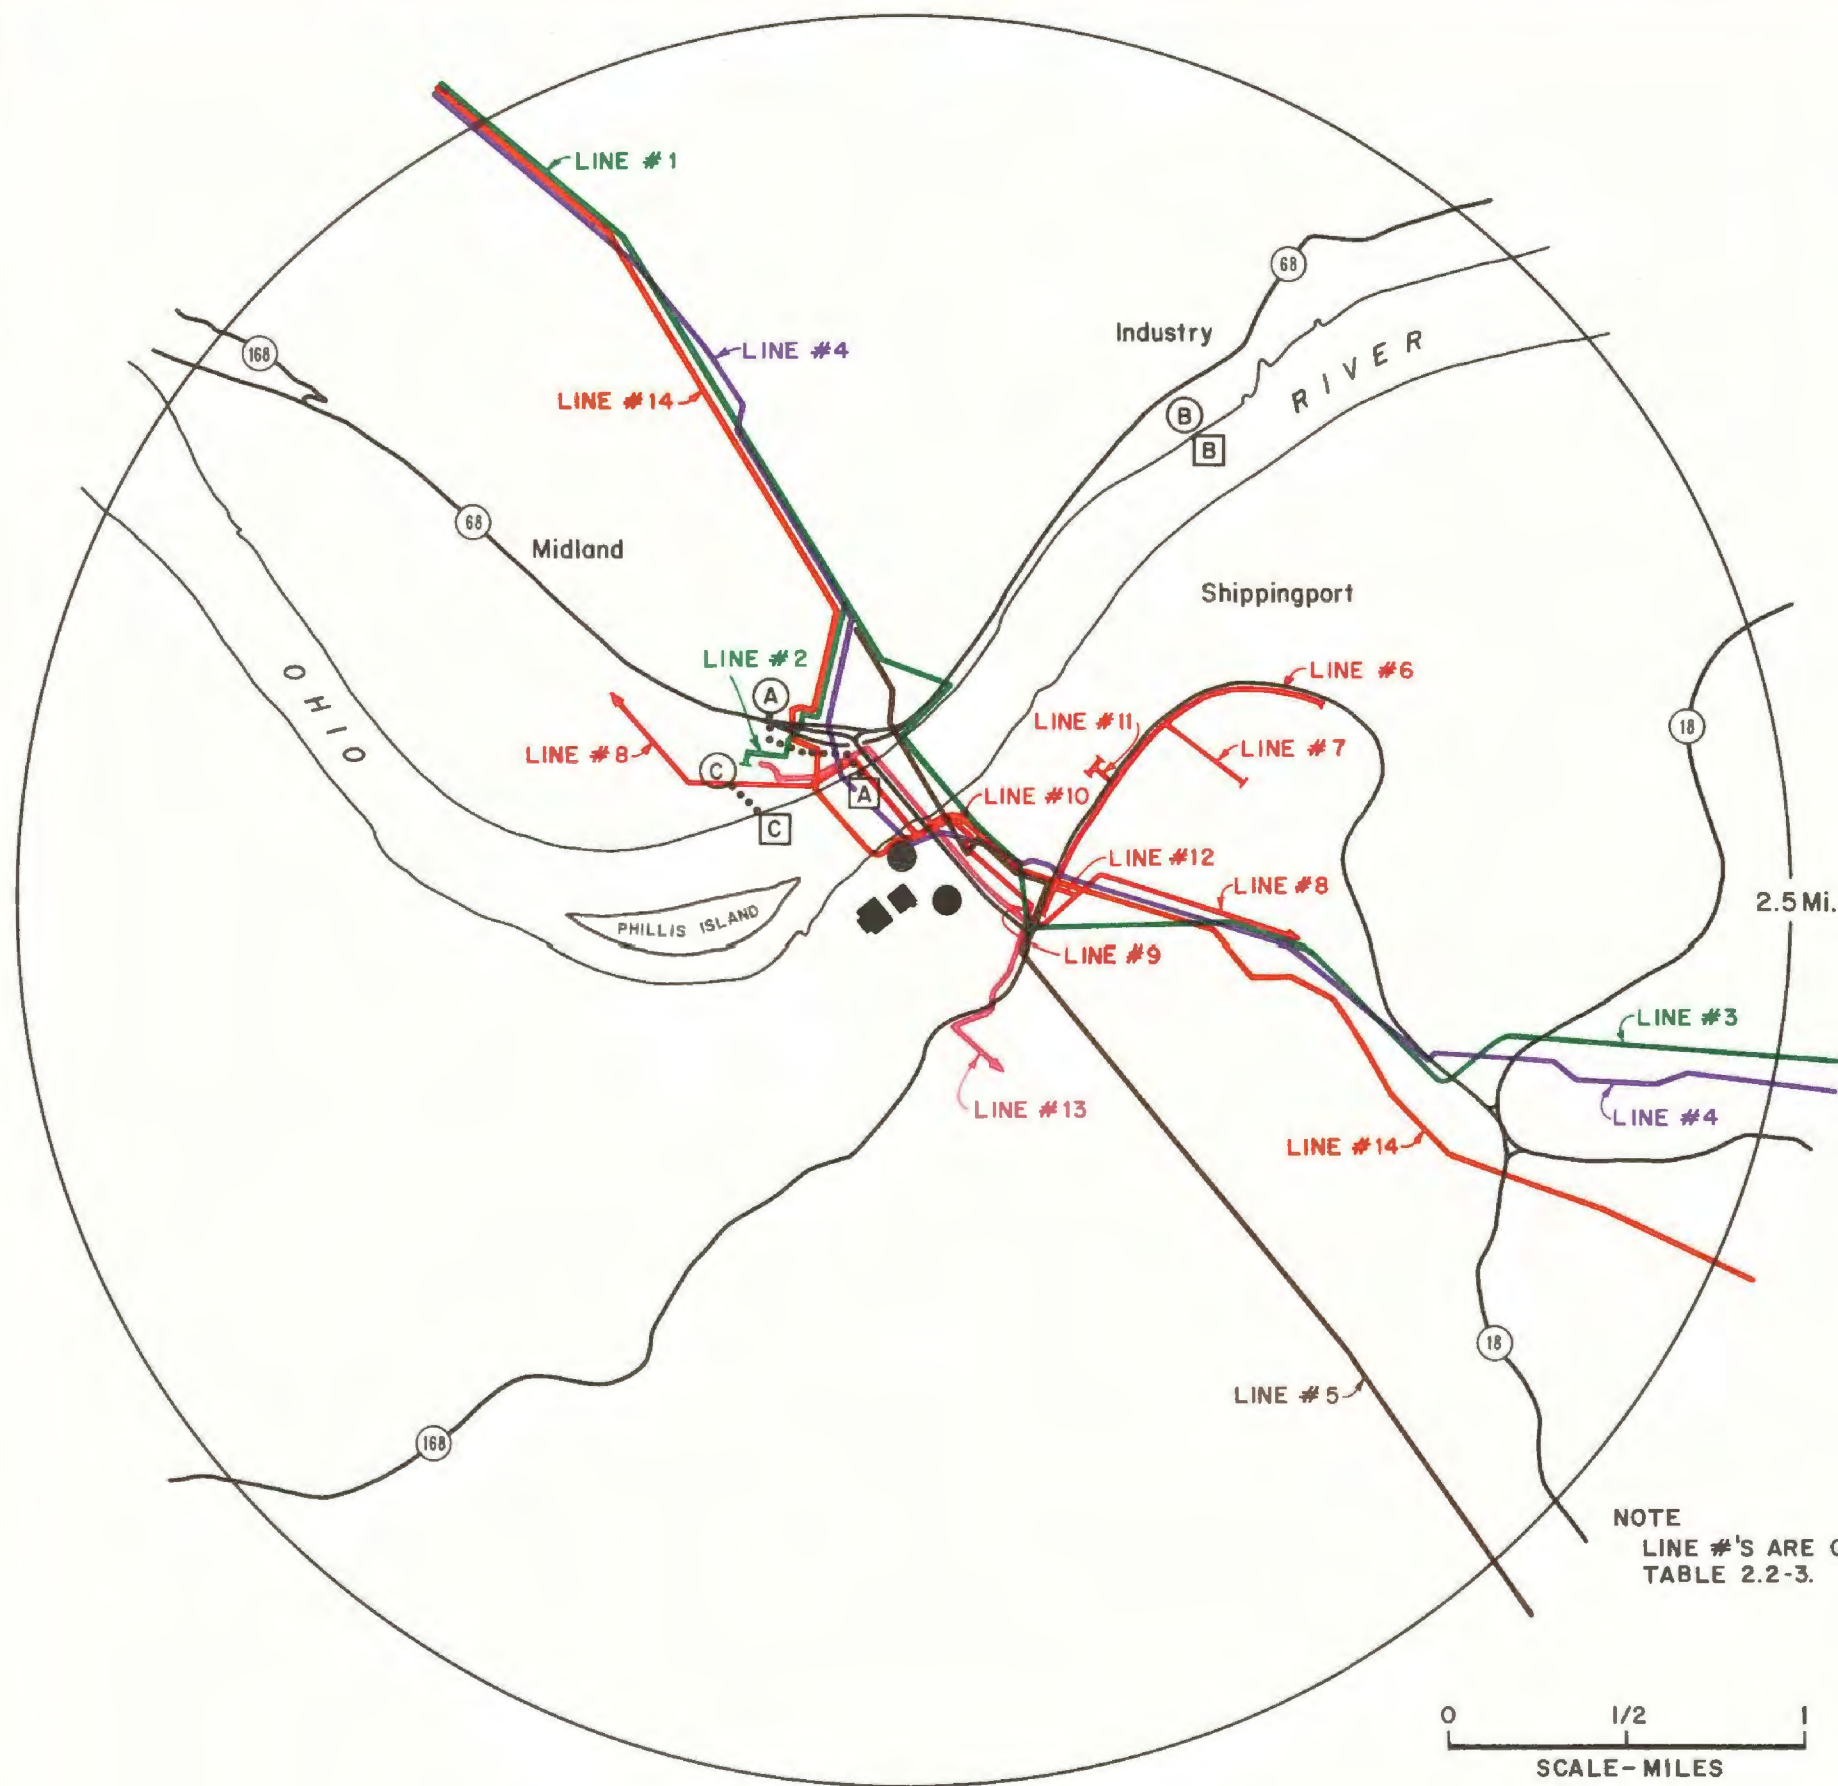 LINE #1
68
Industry
168
LINE #4
RIVER
LINE #14
B
B
68
Midland
Shippingport
LINE #2
OHIO
A
LINE #6
LINE #11
18
LINE #8
C
LINE #7
A
LINE #10
C
LINE #12
LINE #8
2.5 Mi.
PHILLIS ISLAND
LINE #9
LINE #3
LINE #13
LINE #4
LINE #14
18
LINE #5
168
NOTE
LINE #'S ARE
TABLE 2.2-3.
0 1/2 1
SCALE-MILES